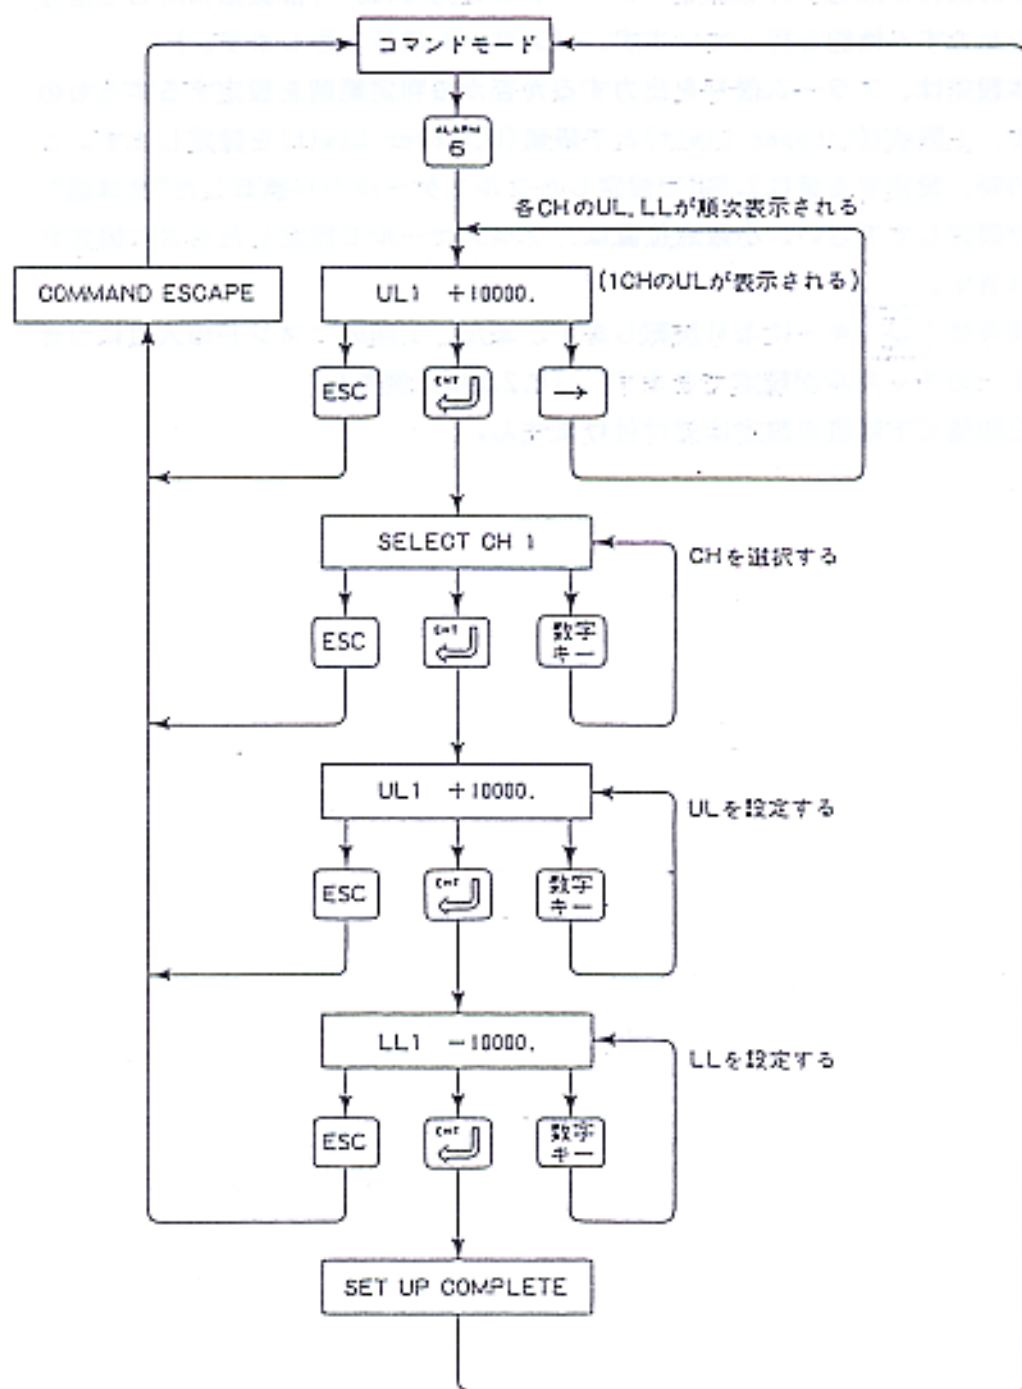 コマンドモード
ALARM
6
各CHのUL,LLが順次表示される
COMMAND ESCAPE
UL1 +10000.
(1CHのULが表示される)
ESC
ENT
→
SELECT CH 1
CHを選択する
ESC
ENT
数字
キー
UL1 +10000.
ULを設定する
ESC
ENT
数字
キー
LL1 -10000.
LLを設定する
ESC
ENT
数字
キー
SET UP COMPLETE